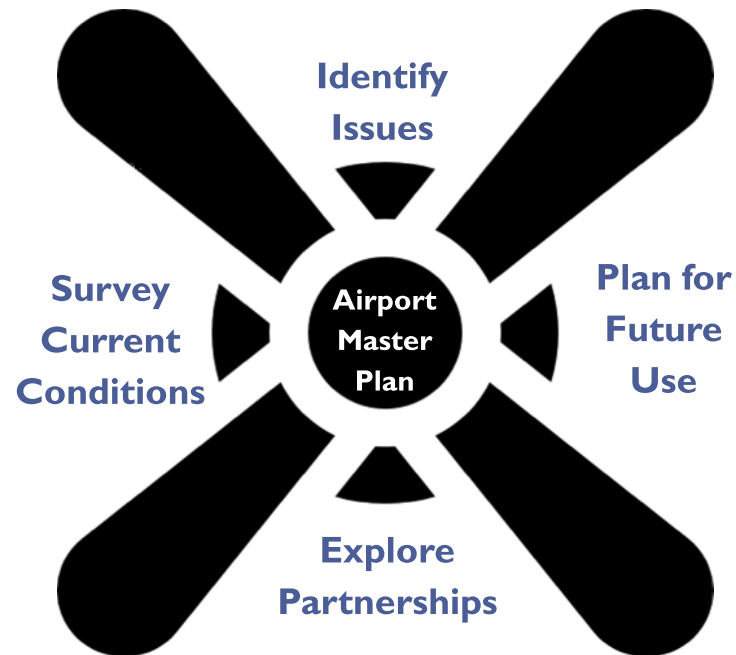 Identify
Issues
Survey
Current
Conditions
Airport
Master
Plan
Plan for
Future
Use
Explore
Partnerships